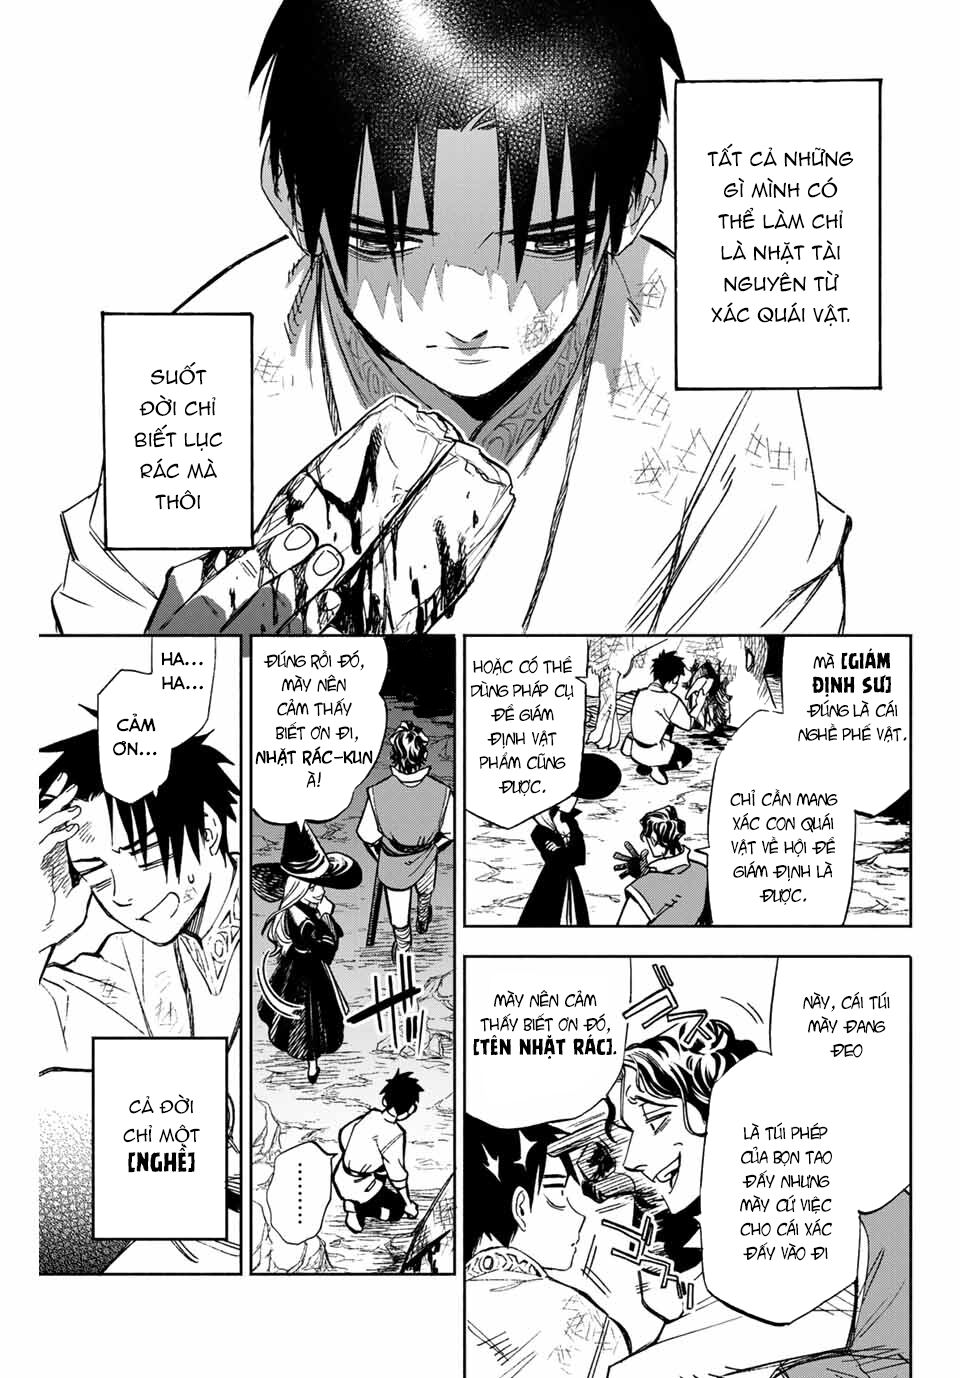 TẤT CẢ NHỮNG
GÌ MÌNH CÓ
THỂ LÀM CHỈ
LÀ NHẶT TÀI
NGUYÊN TỪ
XÁC QUÁI VẬT.
SUỐT
ĐỜI CHỈ
BIẾT LỤC
RÁC MÀ
THÔI
MÀ [GIÁM
ĐỊNH SƯ]
ĐÚNG LÀ CÁI
NGHỀ PHẾ VẬT.
CHỈ CẦN MANG
XÁC CON QUÁI
VẬT VỀ HỘI ĐỂ
GIÁM ĐỊNH LÀ
ĐƯỢC.
HOẶC CÓ THỂ
DÙNG PHÁP CỤ
ĐỂ GIÁM
ĐỊNH VẬT
PHẨM CŨNG
ĐƯỢC.
NÀY, CÁI TÚI
MÀY ĐANG
ĐEO
LÀ TÚI PHÉP
CỦA BỌN TAO
ĐẤY NHƯNG
MÀY CỨ VIỆC
CHO CÁI XÁC
ĐẤY VÀO ĐI
MÀY NÊN CẢM
THẤY BIẾT ƠN ĐÓ,
[TÊN NHẶT RÁC].
ĐÚNG RỒI ĐÓ,
MÀY NÊN
CẢM THẤY
BIẾT ƠN ĐI,
NHẶT RÁC-KUN
À!
........
HA...
HA...
CẢM
ƠN...
CẢ ĐỜI
CHỈ MỘT
[NGHỀ]